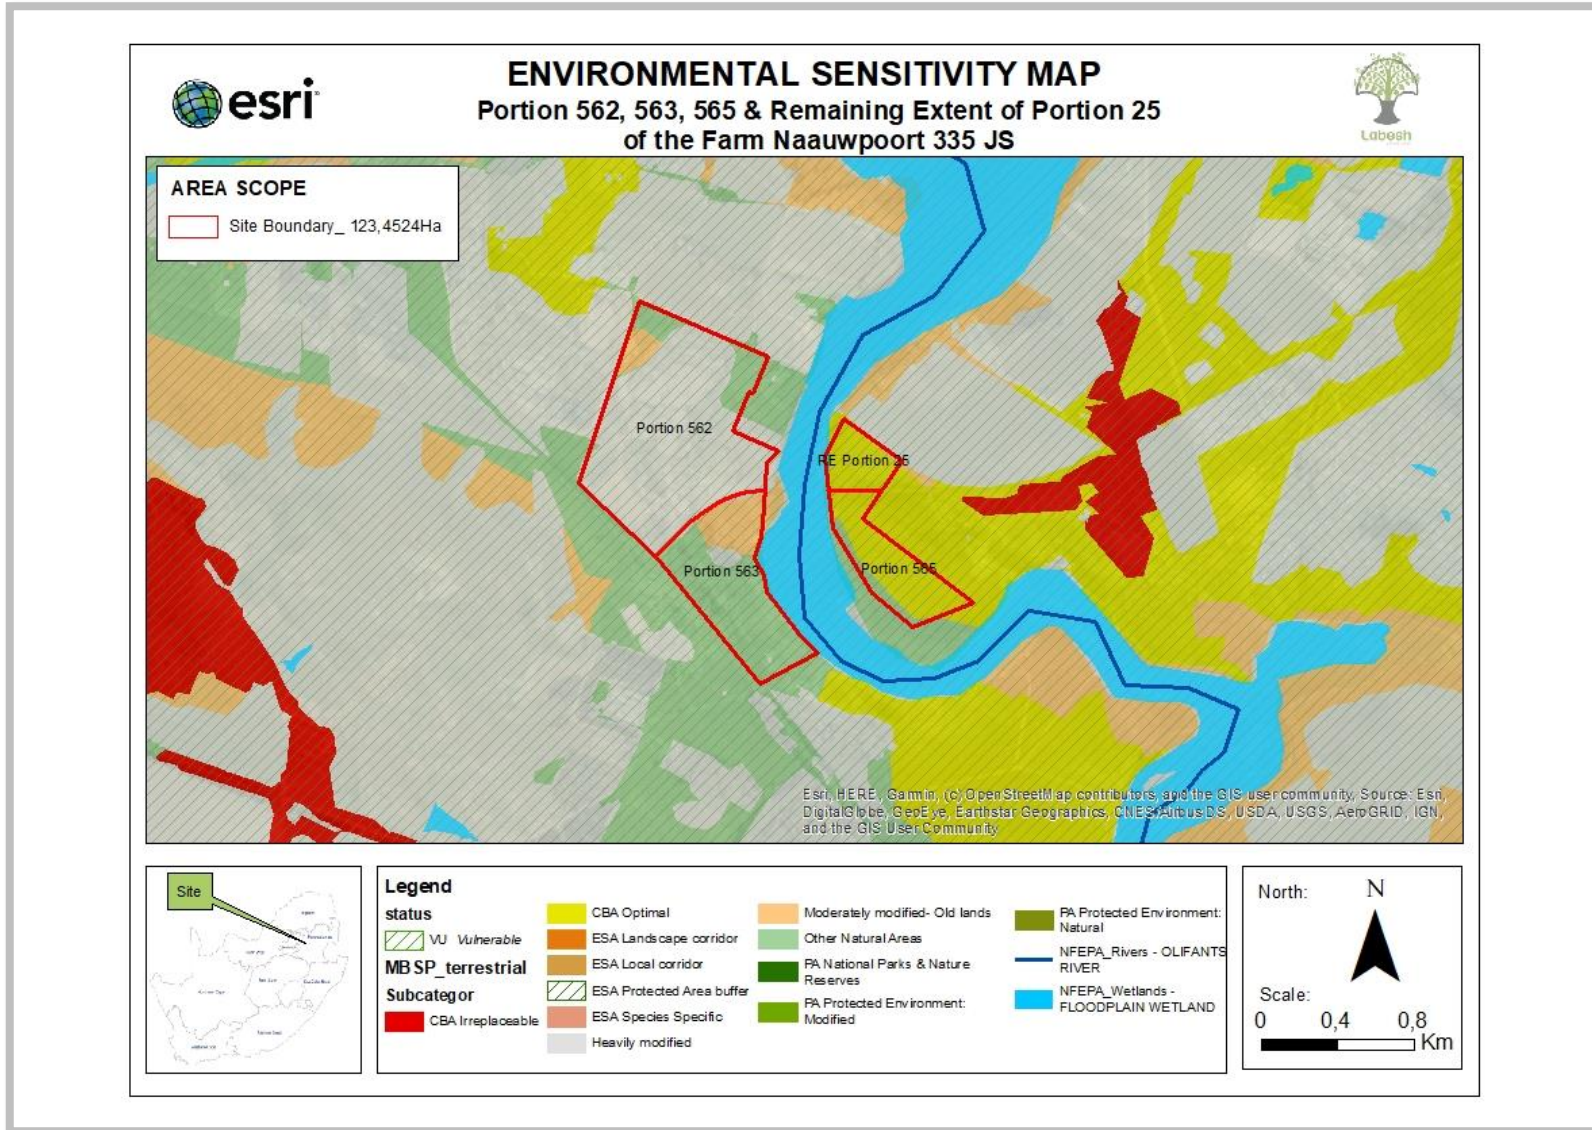 esri
ENVIRONMENTAL SENSITIVITY MAP
Portion 562, 563, 565 & Remaining Extent of Portion 25
of the Farm Naauwpoort 335 JS
Labesh
AREA SCOPE
Site Boundary_ 123,4524Ha
Portion 562
RE Portion 25
Portion 563
Portion 565
Esri, HERE, Garmin, (c) OpenStreetMap contributors, and the GIS user community, Source: Esri,
DigitalGlobe, GeoEye, Earthstar Geographics, CNES/Airbus DS, USDA, USGS, AeroGRID, IGN,
and the GIS User Community
Site
Legend
status
VU Vulnerable
MBSP_terrestrial
Subcategor
CBA Irreplaceable
CBA Optimal
ESA Landscape corridor
ESA Local corridor
ESA Protected Area buffer
ESA Species Specific
Heavily modified
Moderately modified- Old lands
Other Natural Areas
PA National Parks & Nature
Reserves
PA Protected Environment:
Modified
PA Protected Environment:
Natural
NFEPA_Rivers - OLIFANTS
RIVER
NFEPA_Wetlands -
FLOODPLAIN WETLAND
North:
N
Scale:
0 0,4 0,8
Km